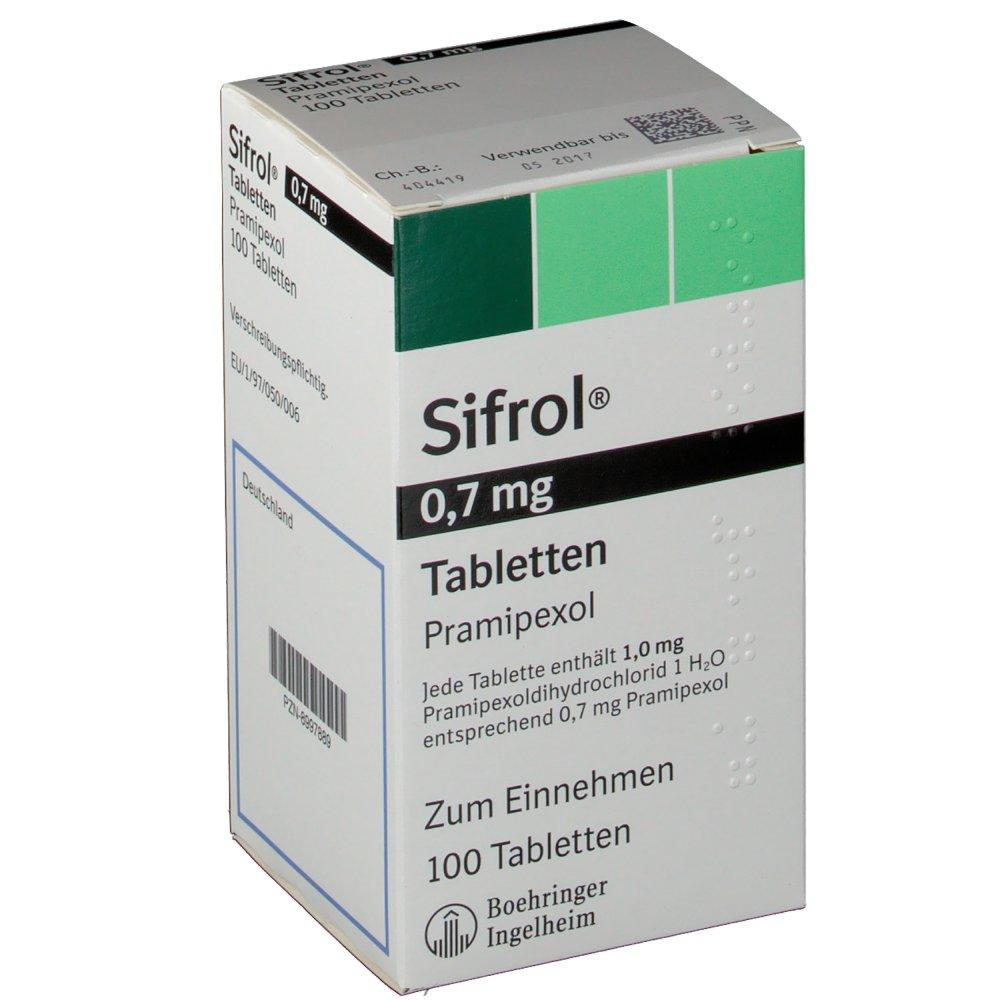 Sifrol® 0,7 mg
Tabletten
Pramipexol
100 Tabletten
Ch.-B.:
404419
Verwendbar bis
05 2017
PPN
Sifrol® 0,7 mg
Tabletten
Pramipexol
100 Tabletten
Verschreibungspflichtig.
EU/1/97/050/006
Deutschland
PZN-8997889
Sifrol®
0,7 mg
Tabletten
Pramipexol
Jede Tablette enthält 1,0 mg
Pramipexoldihydrochlorid 1 H₂O
entsprechend 0,7 mg Pramipexol
Zum Einnehmen
100 Tabletten
Boehringer
Ingelheim